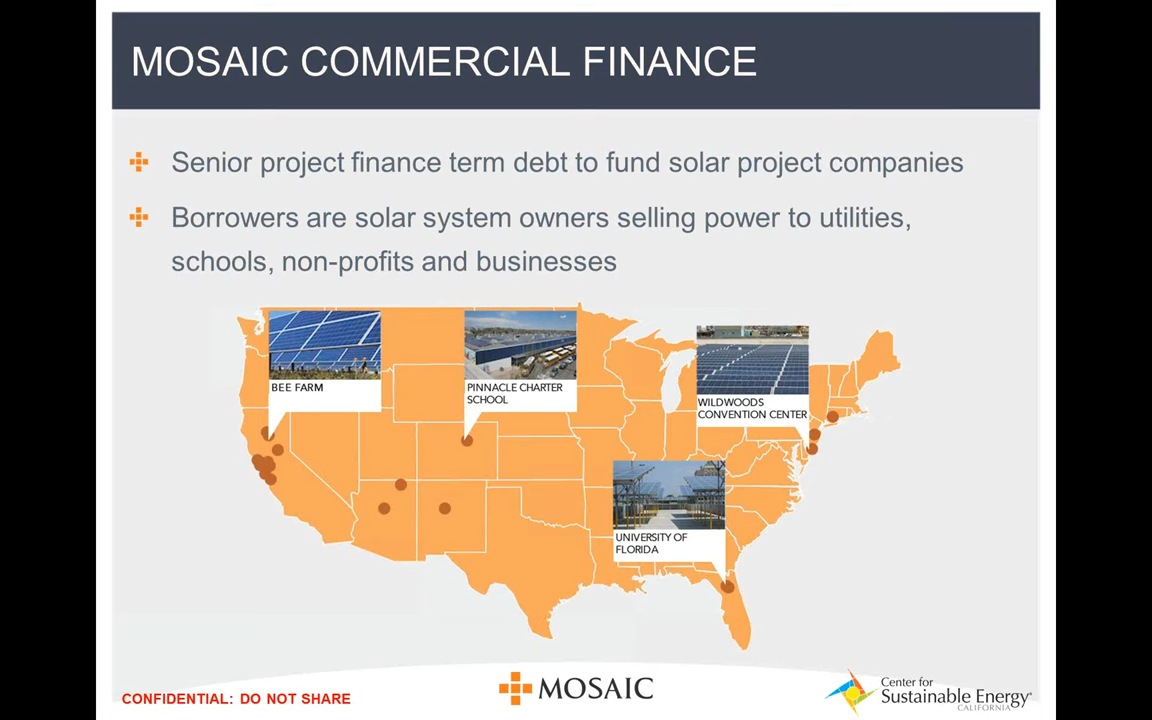 MOSAIC COMMERCIAL FINANCE
Senior project finance term debt to fund solar project companies
Borrowers are solar system owners selling power to utilities,
schools, non-profits and businesses
BEE FARM
PINNACLE CHARTER
SCHOOL
WILDWOODS
CONVENTION CENTER
UNIVERSITY OF
FLORIDA
CONFIDENTIAL: DO NOT SHARE
MOSAIC
Center for
Sustainable Energy
CALIFORNIA